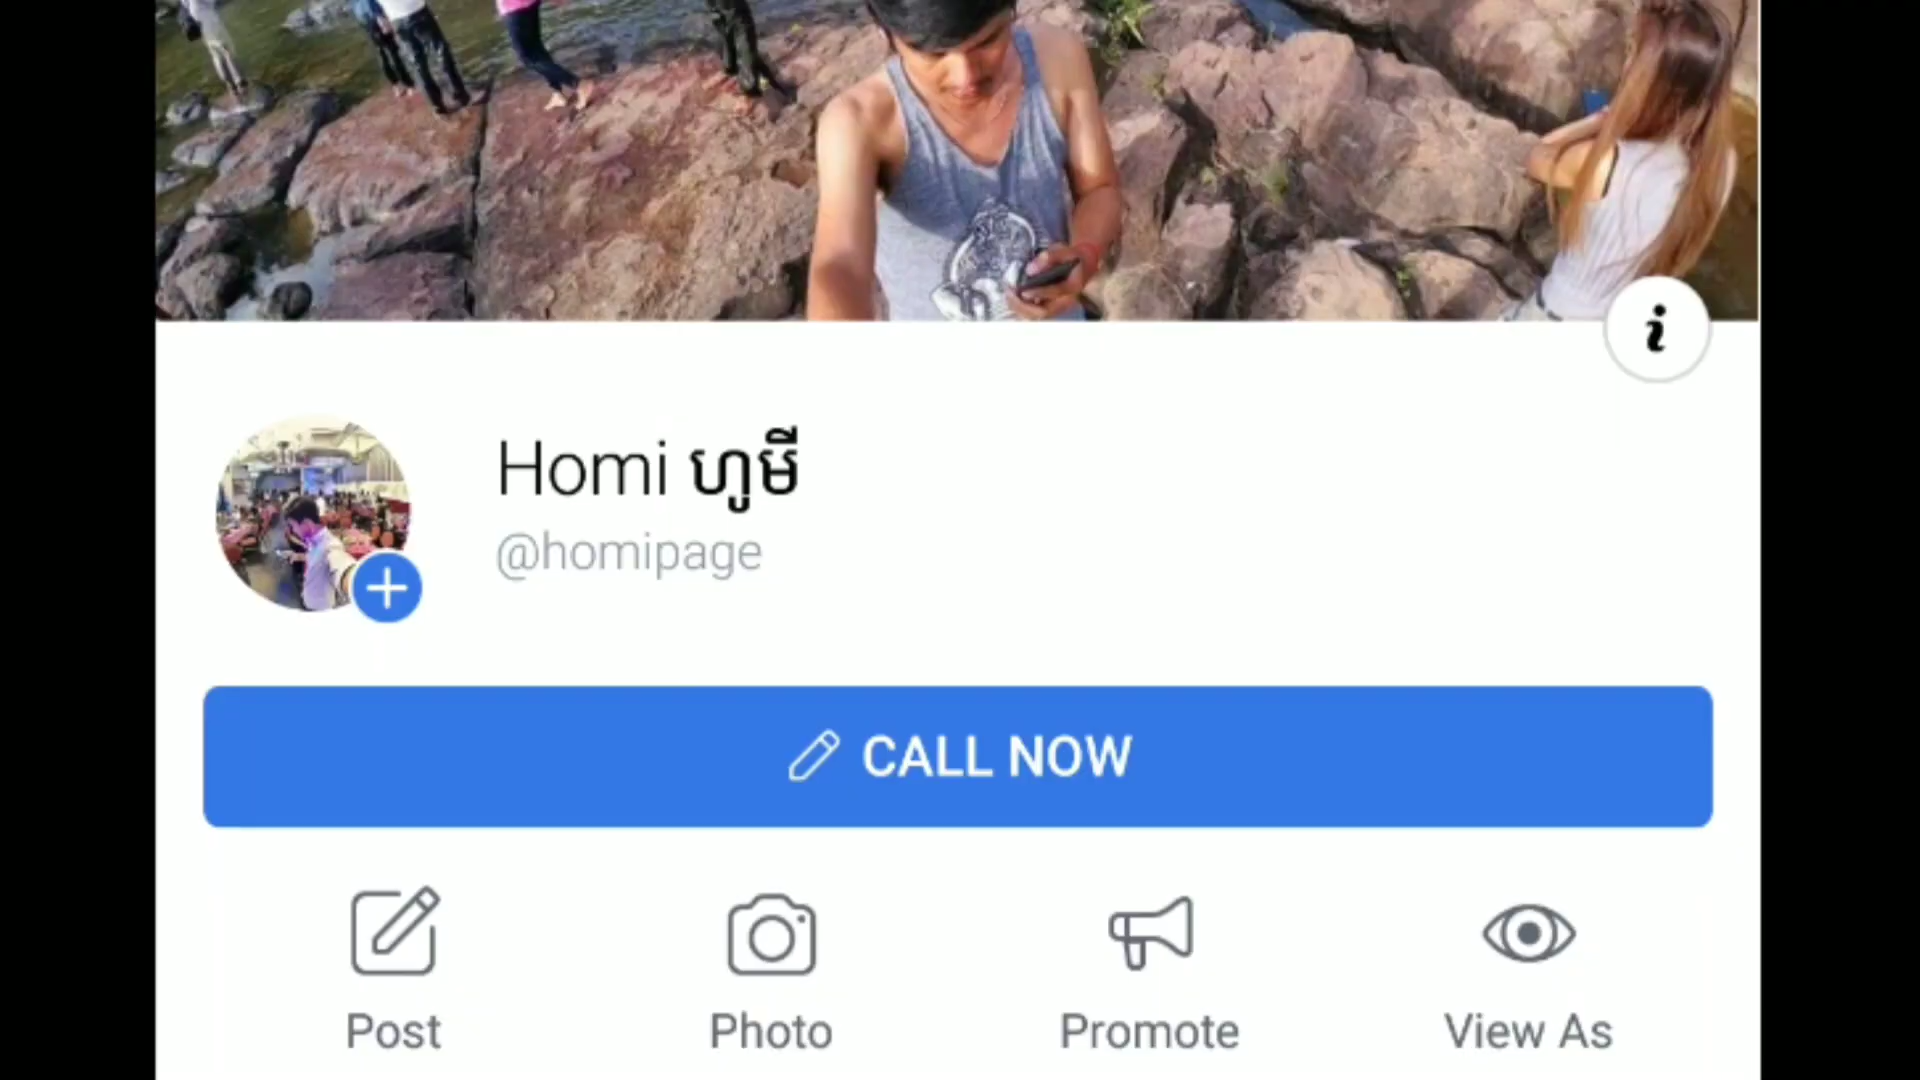 i
Homi ហូមី
@homipage
CALL NOW
Post Photo Promote View As